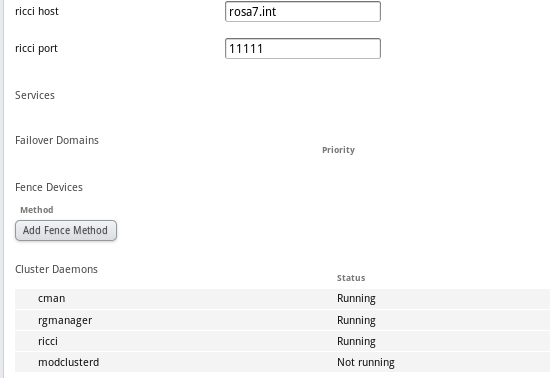 ricci host rosa7.int
ricci port 11111
Services
Failover Domains
Priority
Fence Devices
Method
Add Fence Method
Cluster Daemons
Status
cman Running
rgmanager Running
ricci Running
modclusterd Not running